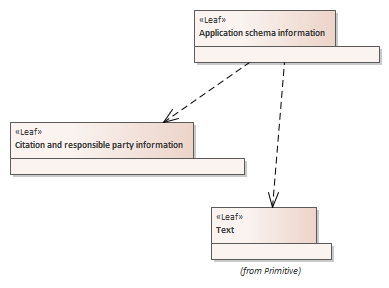 «Leaf»
Application schema information
«Leaf»
Citation and responsible party information
«Leaf»
Text
(from Primitive)